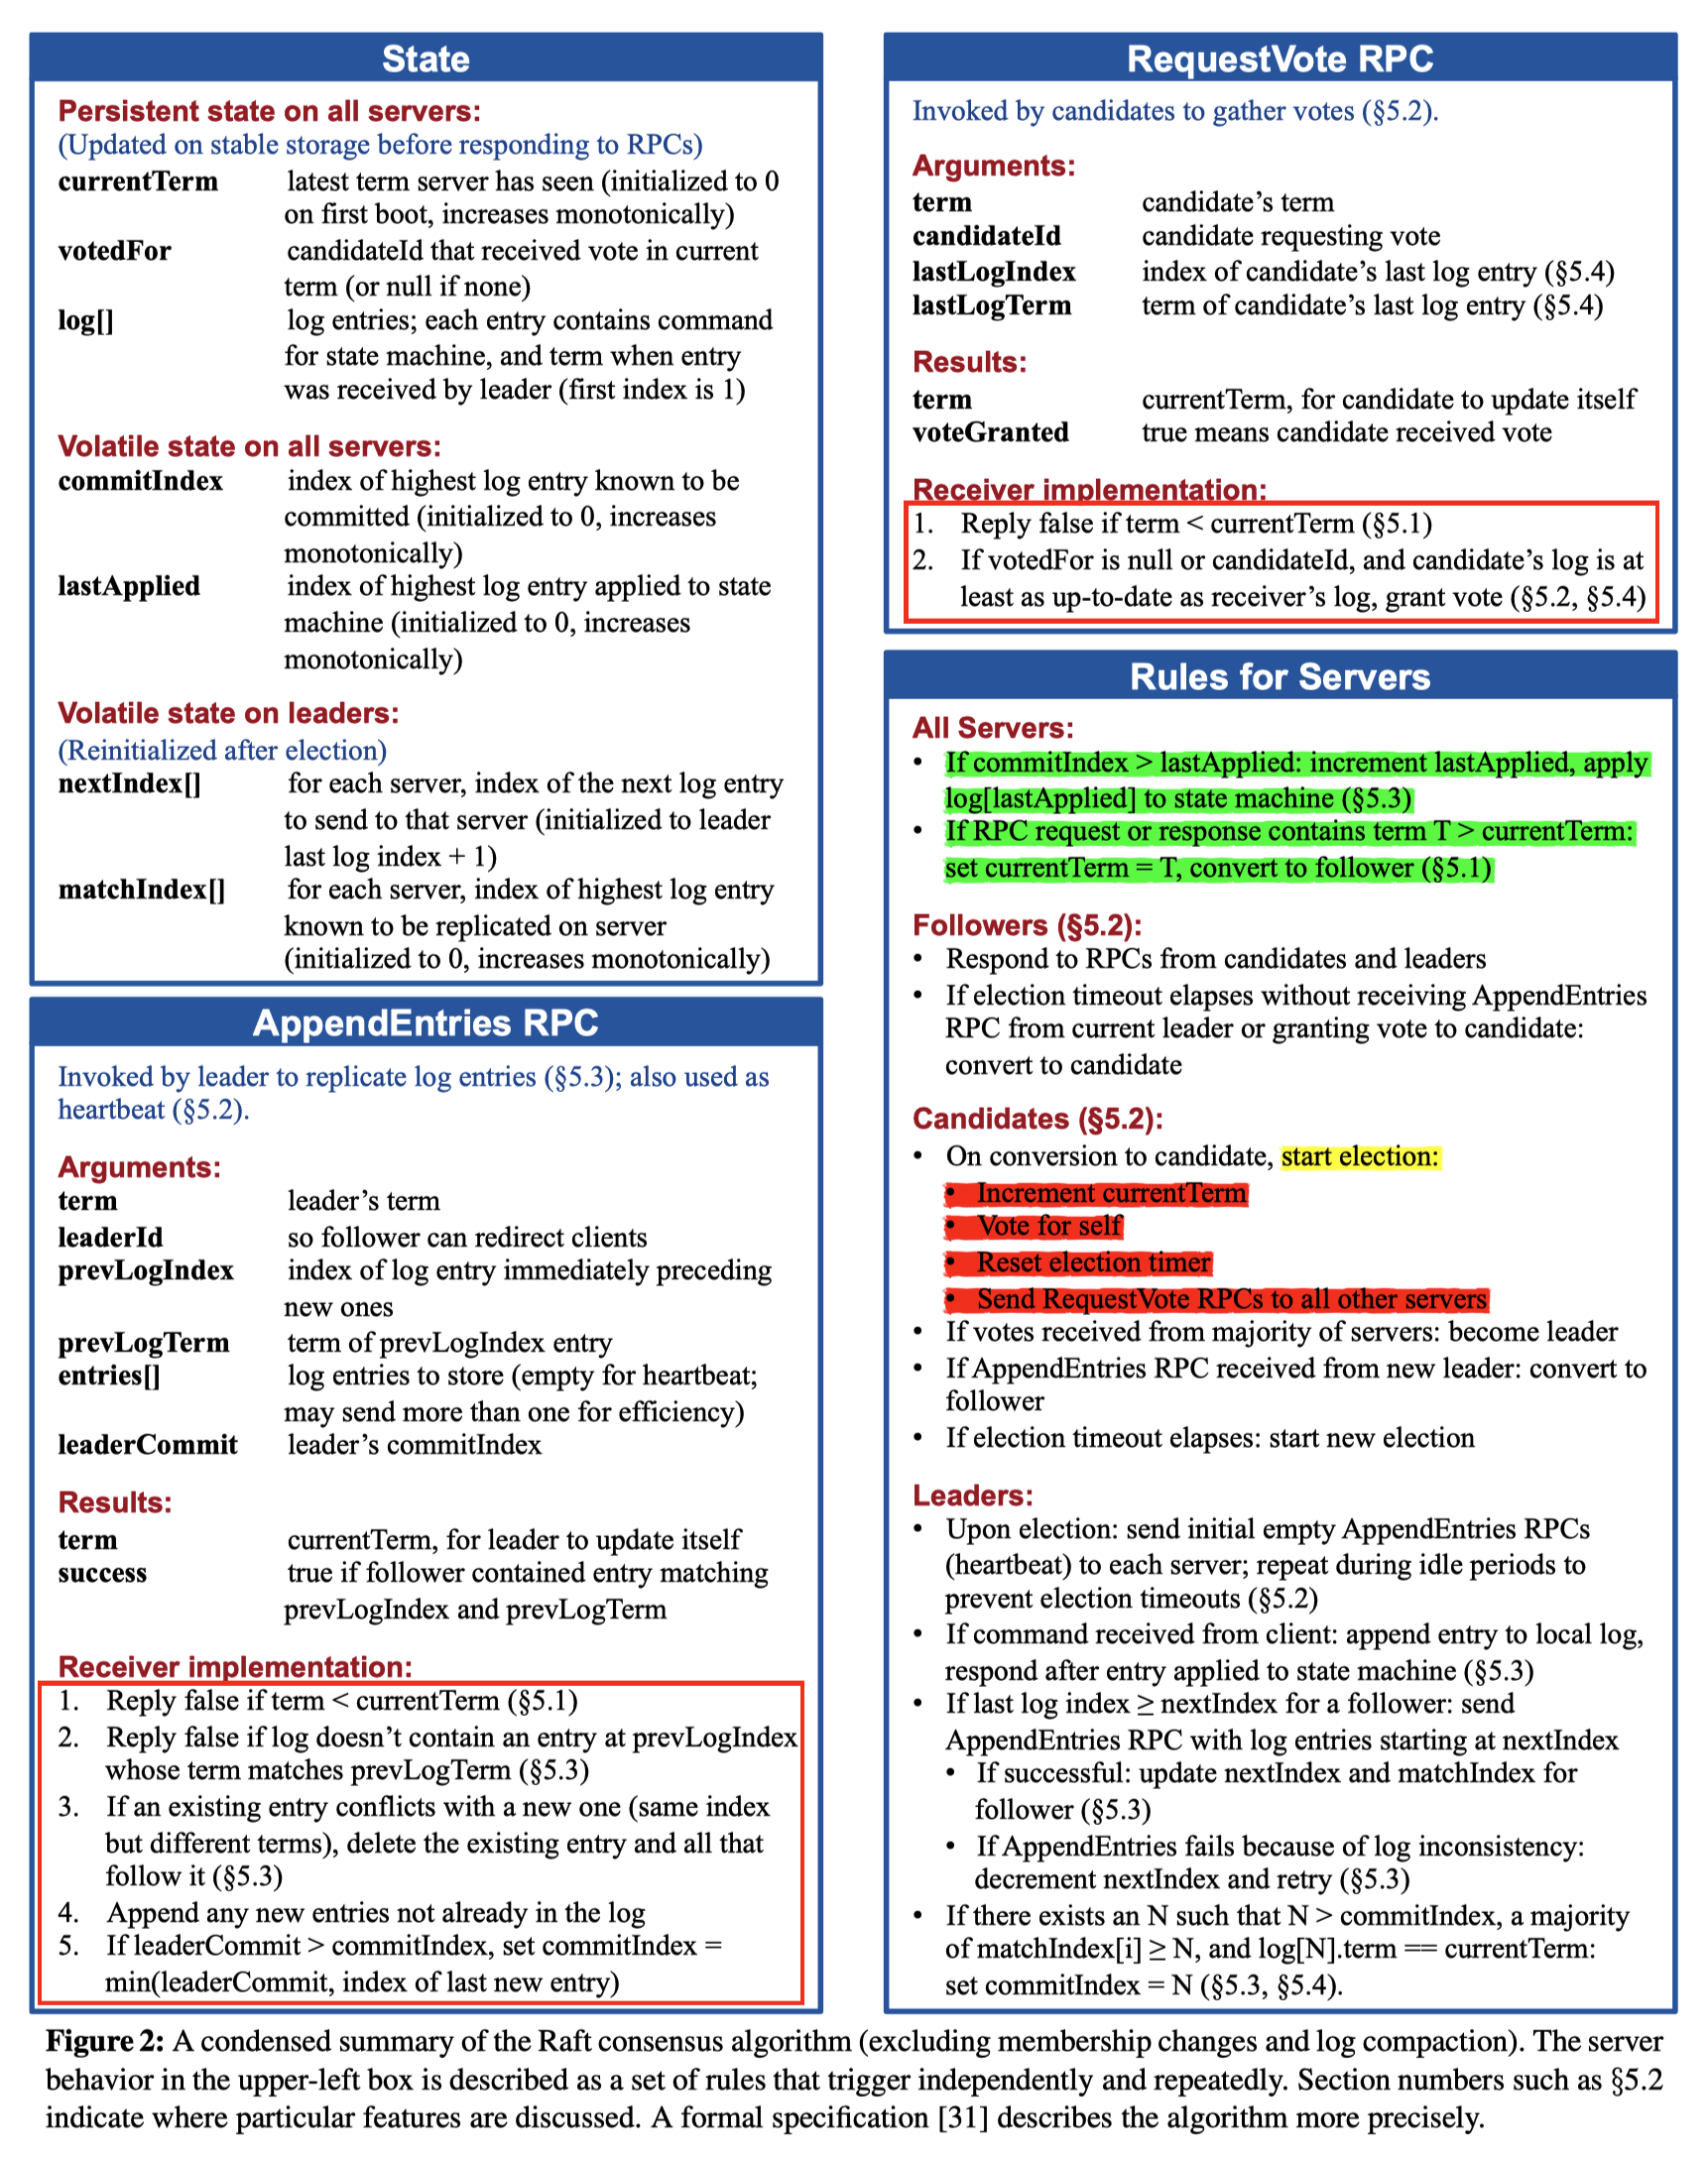 State
Persistent state on all servers:
(Updated on stable storage before responding to RPCs)
currentTerm latest term server has seen (initialized to 0
on first boot, increases monotonically)
votedFor candidateId that received vote in current
term (or null if none)
log[] log entries; each entry contains command
for state machine, and term when entry
was received by leader (first index is 1)
Volatile state on all servers:
commitIndex index of highest log entry known to be
committed (initialized to 0, increases
monotonically)
lastApplied index of highest log entry applied to state
machine (initialized to 0, increases
monotonically)
Volatile state on leaders:
(Reinitialized after election)
nextIndex[] for each server, index of the next log entry
to send to that server (initialized to leader
last log index + 1)
matchIndex[] for each server, index of highest log entry
known to be replicated on server
(initialized to 0, increases monotonically)
AppendEntries RPC
Invoked by leader to replicate log entries (§5.3); also used as
heartbeat (§5.2).
Arguments:
term leader’s term
leaderId so follower can redirect clients
prevLogIndex index of log entry immediately preceding
new ones
prevLogTerm term of prevLogIndex entry
entries[] log entries to store (empty for heartbeat;
may send more than one for efficiency)
leaderCommit leader’s commitIndex
Results:
term currentTerm, for leader to update itself
success true if follower contained entry matching
prevLogIndex and prevLogTerm
Receiver implementation:
1. Reply false if term < currentTerm (§5.1)
2. Reply false if log doesn’t contain an entry at prevLogIndex
whose term matches prevLogTerm (§5.3)
3. If an existing entry conflicts with a new one (same index
but different terms), delete the existing entry and all that
follow it (§5.3)
4. Append any new entries not already in the log
5. If leaderCommit > commitIndex, set commitIndex =
min(leaderCommit, index of last new entry)
RequestVote RPC
Invoked by candidates to gather votes (§5.2).
Arguments:
term candidate’s term
candidateId candidate requesting vote
lastLogIndex index of candidate’s last log entry (§5.4)
lastLogTerm term of candidate’s last log entry (§5.4)
Results:
term currentTerm, for candidate to update itself
voteGranted true means candidate received vote
Receiver implementation:
1. Reply false if term < currentTerm (§5.1)
2. If votedFor is null or candidateId, and candidate’s log is at
least as up-to-date as receiver’s log, grant vote (§5.2, §5.4)
Rules for Servers
All Servers:
• If commitIndex > lastApplied: increment lastApplied, apply
log[lastApplied] to state machine (§5.3)
• If RPC request or response contains term T > currentTerm:
set currentTerm = T, convert to follower (§5.1)
Followers (§5.2):
• Respond to RPCs from candidates and leaders
• If election timeout elapses without receiving AppendEntries
RPC from current leader or granting vote to candidate:
convert to candidate
Candidates (§5.2):
• On conversion to candidate, start election:
• Increment currentTerm
• Vote for self
• Reset election timer
• Send RequestVote RPCs to all other servers
• If votes received from majority of servers: become leader
• If AppendEntries RPC received from new leader: convert to
follower
• If election timeout elapses: start new election
Leaders:
• Upon election: send initial empty AppendEntries RPCs
(heartbeat) to each server; repeat during idle periods to
prevent election timeouts (§5.2)
• If command received from client: append entry to local log,
respond after entry applied to state machine (§5.3)
• If last log index ≥ nextIndex for a follower: send
AppendEntries RPC with log entries starting at nextIndex
• If successful: update nextIndex and matchIndex for
follower (§5.3)
• If AppendEntries fails because of log inconsistency:
decrement nextIndex and retry (§5.3)
• If there exists an N such that N > commitIndex, a majority
of matchIndex[i] ≥ N, and log[N].term == currentTerm:
set commitIndex = N (§5.3, §5.4).
Figure 2: A condensed summary of the Raft consensus algorithm (excluding membership changes and log compaction). The server
behavior in the upper-left box is described as a set of rules that trigger independently and repeatedly. Section numbers such as §5.2
indicate where particular features are discussed. A formal specification [31] describes the algorithm more precisely.